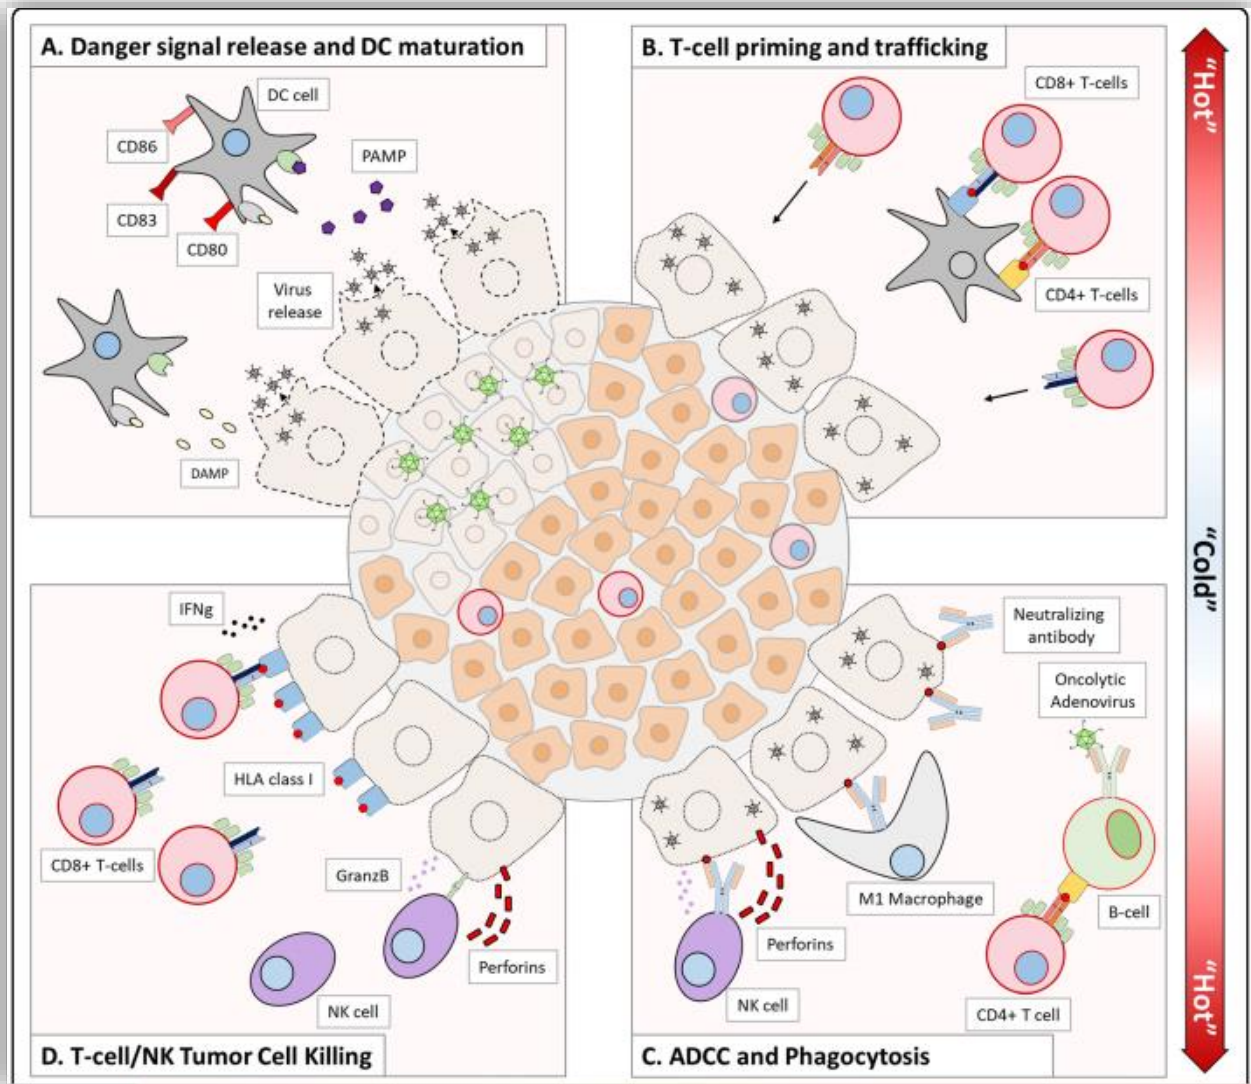 A. Danger signal release and DC maturation
DC cell
CD86
PAMP
CD83
CD80
Virus
release
DAMP
B. T-cell priming and trafficking
CD8+ T-cells
CD4+ T-cells
"Hot"
"Cold"
"Hot"
IFNg
HLA class I
CD8+ T-cells
GranzB
Perforins
NK cell
D. T-cell/NK Tumor Cell Killing
Neutralizing
antibody
Oncolytic
Adenovirus
M1 Macrophage
B-cell
Perforins
NK cell
CD4+ T cell
C. ADCC and Phagocytosis